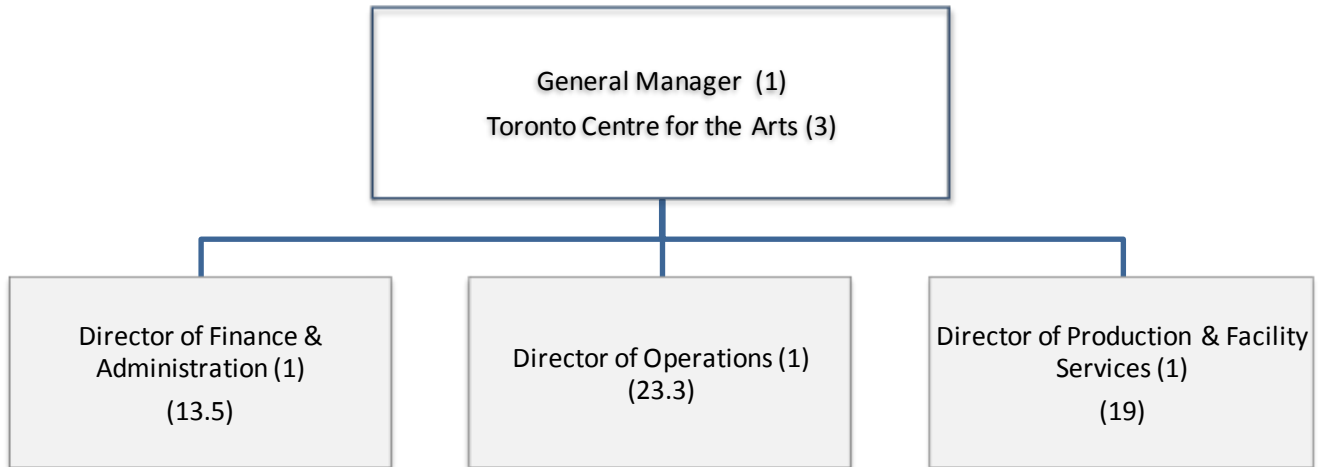 General Manager (1)
Toronto Centre for the Arts (3)
Director of Finance &
Administration (1)
(13.5)
Director of Operations (1)
(23.3)
Director of Production & Facility
Services (1)
(19)